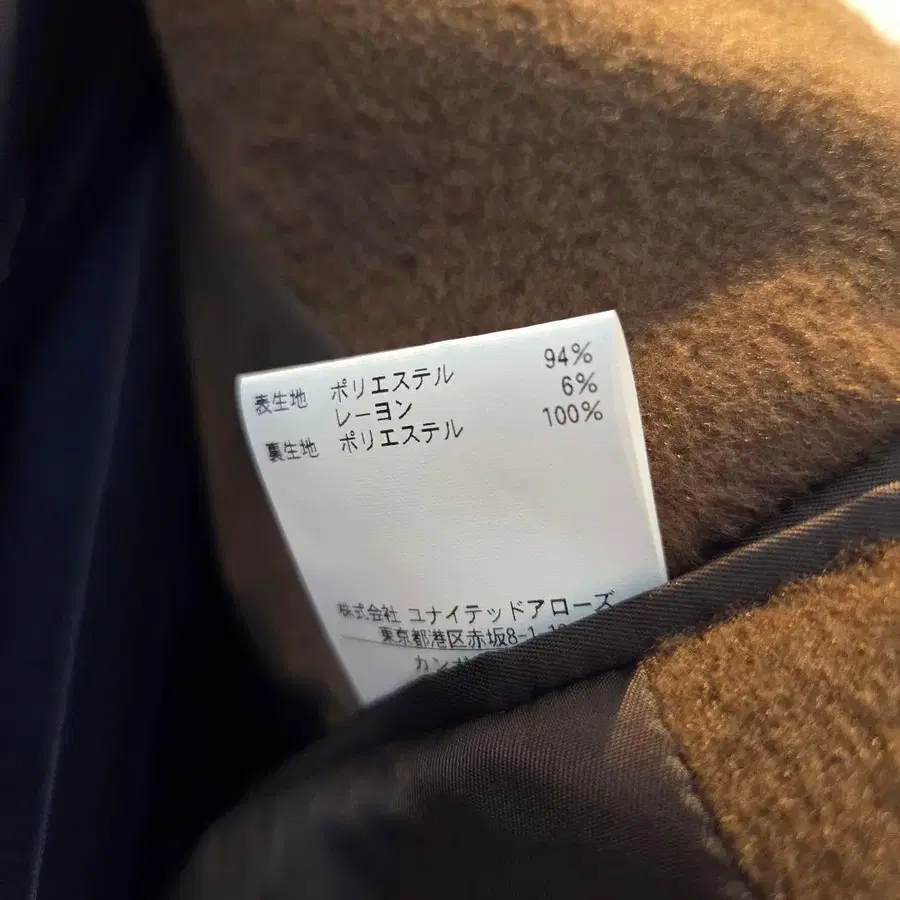 表生地 ポリエステル 94%
レーヨン 6%
裏生地 ポリエステル 100%
株式会社 ユナイテッドアローズ
東京都港区赤坂8-1-